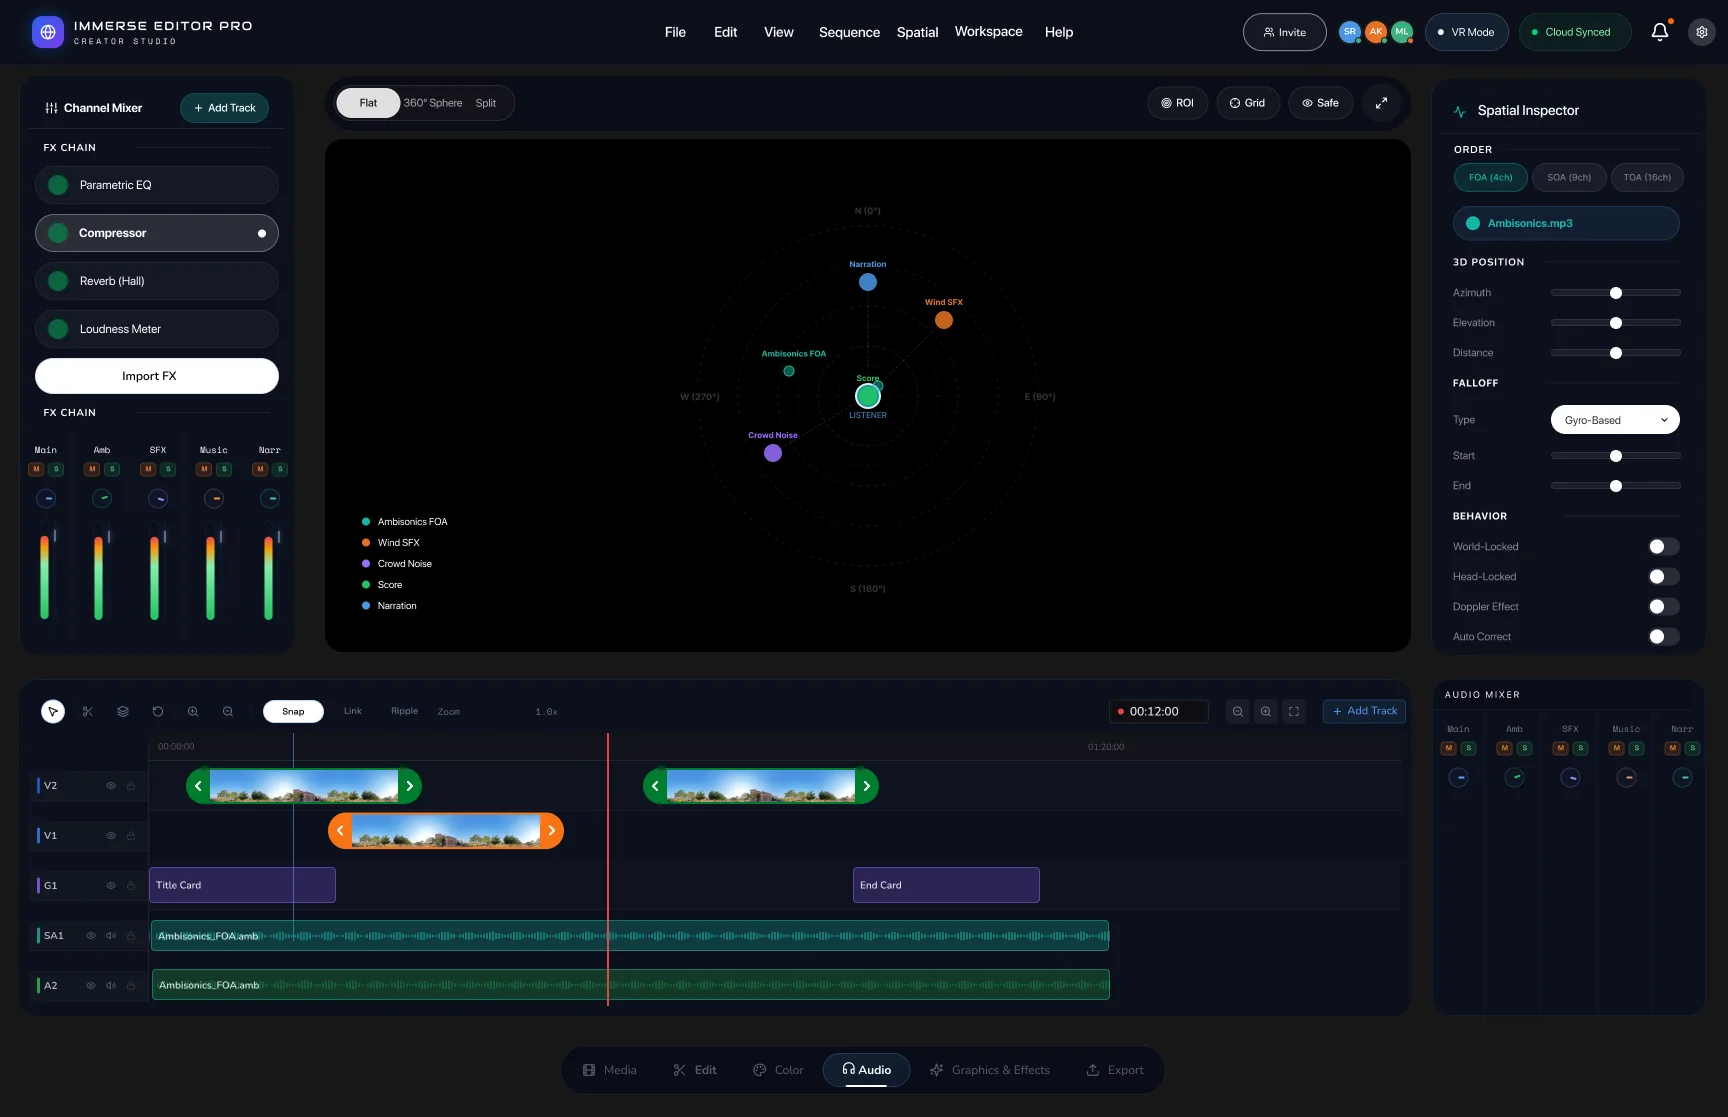 IMMERSE EDITOR PRO
CREATOR STUDIO
File
Edit
View
Sequence
Spatial
Workspace
Help
Invite
SR
AK
ML
VR Mode
Cloud Synced
Channel Mixer
+ Add Track
FX CHAIN
Parametric EQ
Compressor
Reverb (Hall)
Loudness Meter
Import FX
FX CHAIN
Main
Amb
SFX
Music
Narr
M S
M S
M S
M S
M S
Flat
360° Sphere
Split
ROI
Grid
Safe
N (0°)
Narration
Wind SFX
Ambisonics FOA
Score
W (270°)
E (90°)
LISTENER
Crowd Noise
S (180°)
Ambisonics FOA
Wind SFX
Crowd Noise
Score
Narration
Spatial Inspector
ORDER
FOA (4ch)
SOA (9ch)
TOA (16ch)
Ambisonics.mp3
3D POSITION
Azimuth
Elevation
Distance
FALLOFF
Type
Gyro-Based
Start
End
BEHAVIOR
World-Locked
Head-Locked
Doppler Effect
Auto Correct
Snap
Link
Ripple
Zoom
1.0x
00:12:00
+ Add Track
00:00:00
01:20:00
V2
V1
G1
Title Card
End Card
SA1
Ambisonics_FOA.amb
A2
Ambisonics_FOA.amb
AUDIO MIXER
Main
Amb
SFX
Music
Narr
M S
M S
M S
M S
M S
Media
Edit
Color
Audio
Graphics & Effects
Export